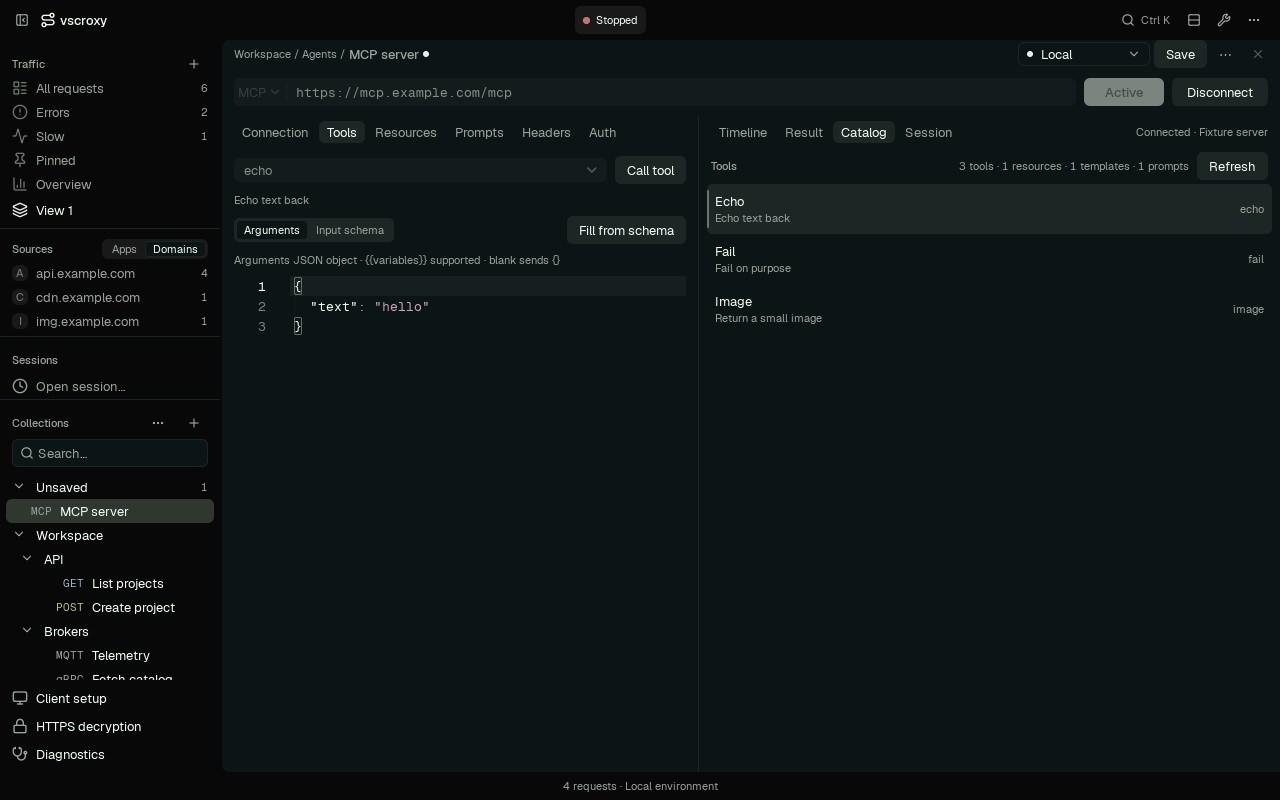 vscroxy
Stopped
Ctrl K
Traffic
All requests 6
Errors 2
Slow 1
Pinned
Overview
View 1
Sources Apps Domains
A api.example.com 4
C cdn.example.com 1
I img.example.com 1
Sessions
Open session...
Collections
Search...
Unsaved 1
MCP MCP server
Workspace
API
GET List projects
POST Create project
Brokers
MQTT Telemetry
gRPC Fetch catalog
Client setup
HTTPS decryption
Diagnostics
Workspace / Agents / MCP server
Local
Save
MCP https://mcp.example.com/mcp
Active
Disconnect
Connection Tools Resources Prompts Headers Auth
echo
Call tool
Echo text back
Arguments Input schema
Fill from schema
Arguments JSON object · {{variables}} supported · blank sends {}
1 {
2 "text": "hello"
3 }
Timeline Result Catalog Session
Connected · Fixture server
Tools
3 tools · 1 resources · 1 templates · 1 prompts
Refresh
Echo
Echo text back
echo
Fail
Fail on purpose
fail
Image
Return a small image
image
4 requests · Local environment